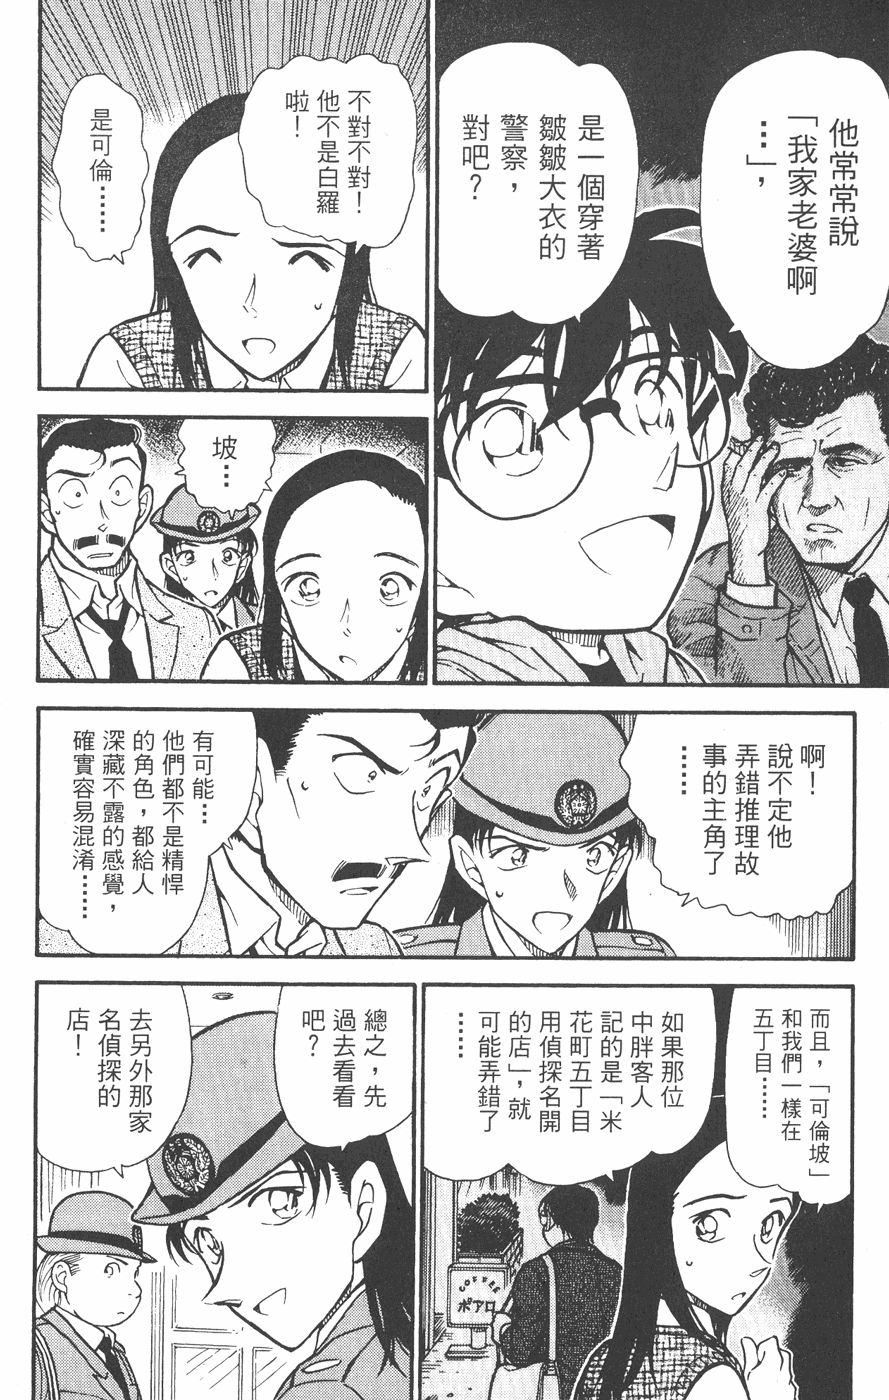 他常常說
「我家老婆啊
…」,
是一個穿著
皺皺大衣的
警察,
對吧?
不對不對!
他不是白羅
啦!
是可倫……
坡…
啊!
說不定他
弄錯推理故
事的主角了
……
有可能…
他們都不是精悍
的角色,都給人
深藏不露的感覺,
確實容易混淆……
而且,「可倫坡」
和我們一樣在
五丁目……
如果那位
中胖客人
記的是「米
花町五丁目
用偵探名開
的店」,就
可能弄錯了
……
COFFEE
ポアロ
總之,先
過去看看
吧?
去另外那家
名偵探的
店!